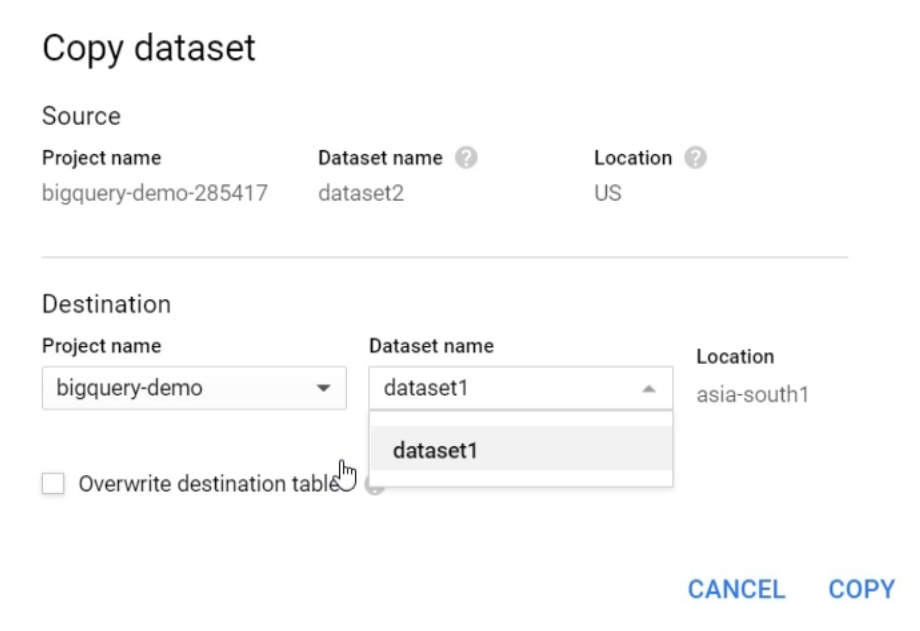 Copy dataset
Source
Project name Dataset name Location
bigquery-demo-285417 dataset2 US
Destination
Project name Dataset name Location
bigquery-demo dataset1 asia-south1
dataset1
Overwrite destination table
CANCEL COPY